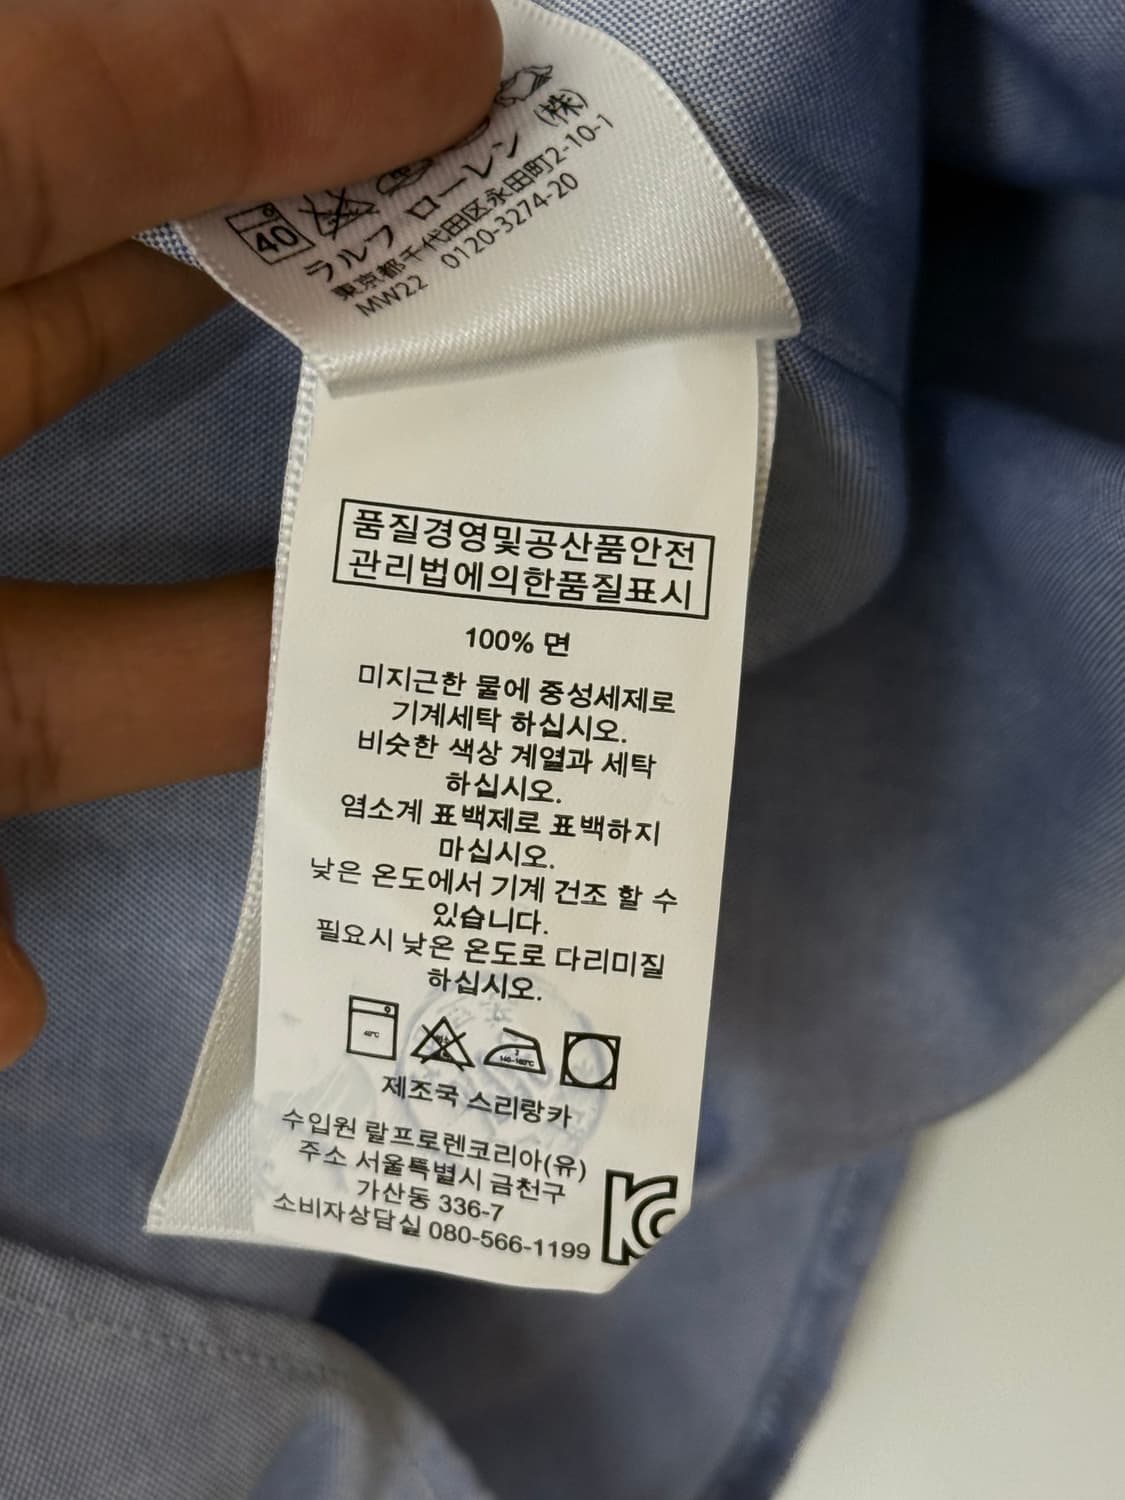 40
ラルフ ローレン (株)
東京都千代田区永田町2-10-1
MW22 0120-3274-20
품질경영및공산품안전
관리법에의한품질표시
100% 면
미지근한 물에 중성세제로
기계세탁 하십시오.
비슷한 색상 계열과 세탁
하십시오.
염소계 표백제로 표백하지
마십시오.
낮은 온도에서 기계 건조 할 수
있습니다.
필요시 낮은 온도로 다리미질
하십시오.
40°C
2
140-160°C
제조국 스리랑카
수입원 랄프로렌코리아(유)
주소 서울특별시 금천구
가산동 336-7
소비자상담실 080-566-1199
KC